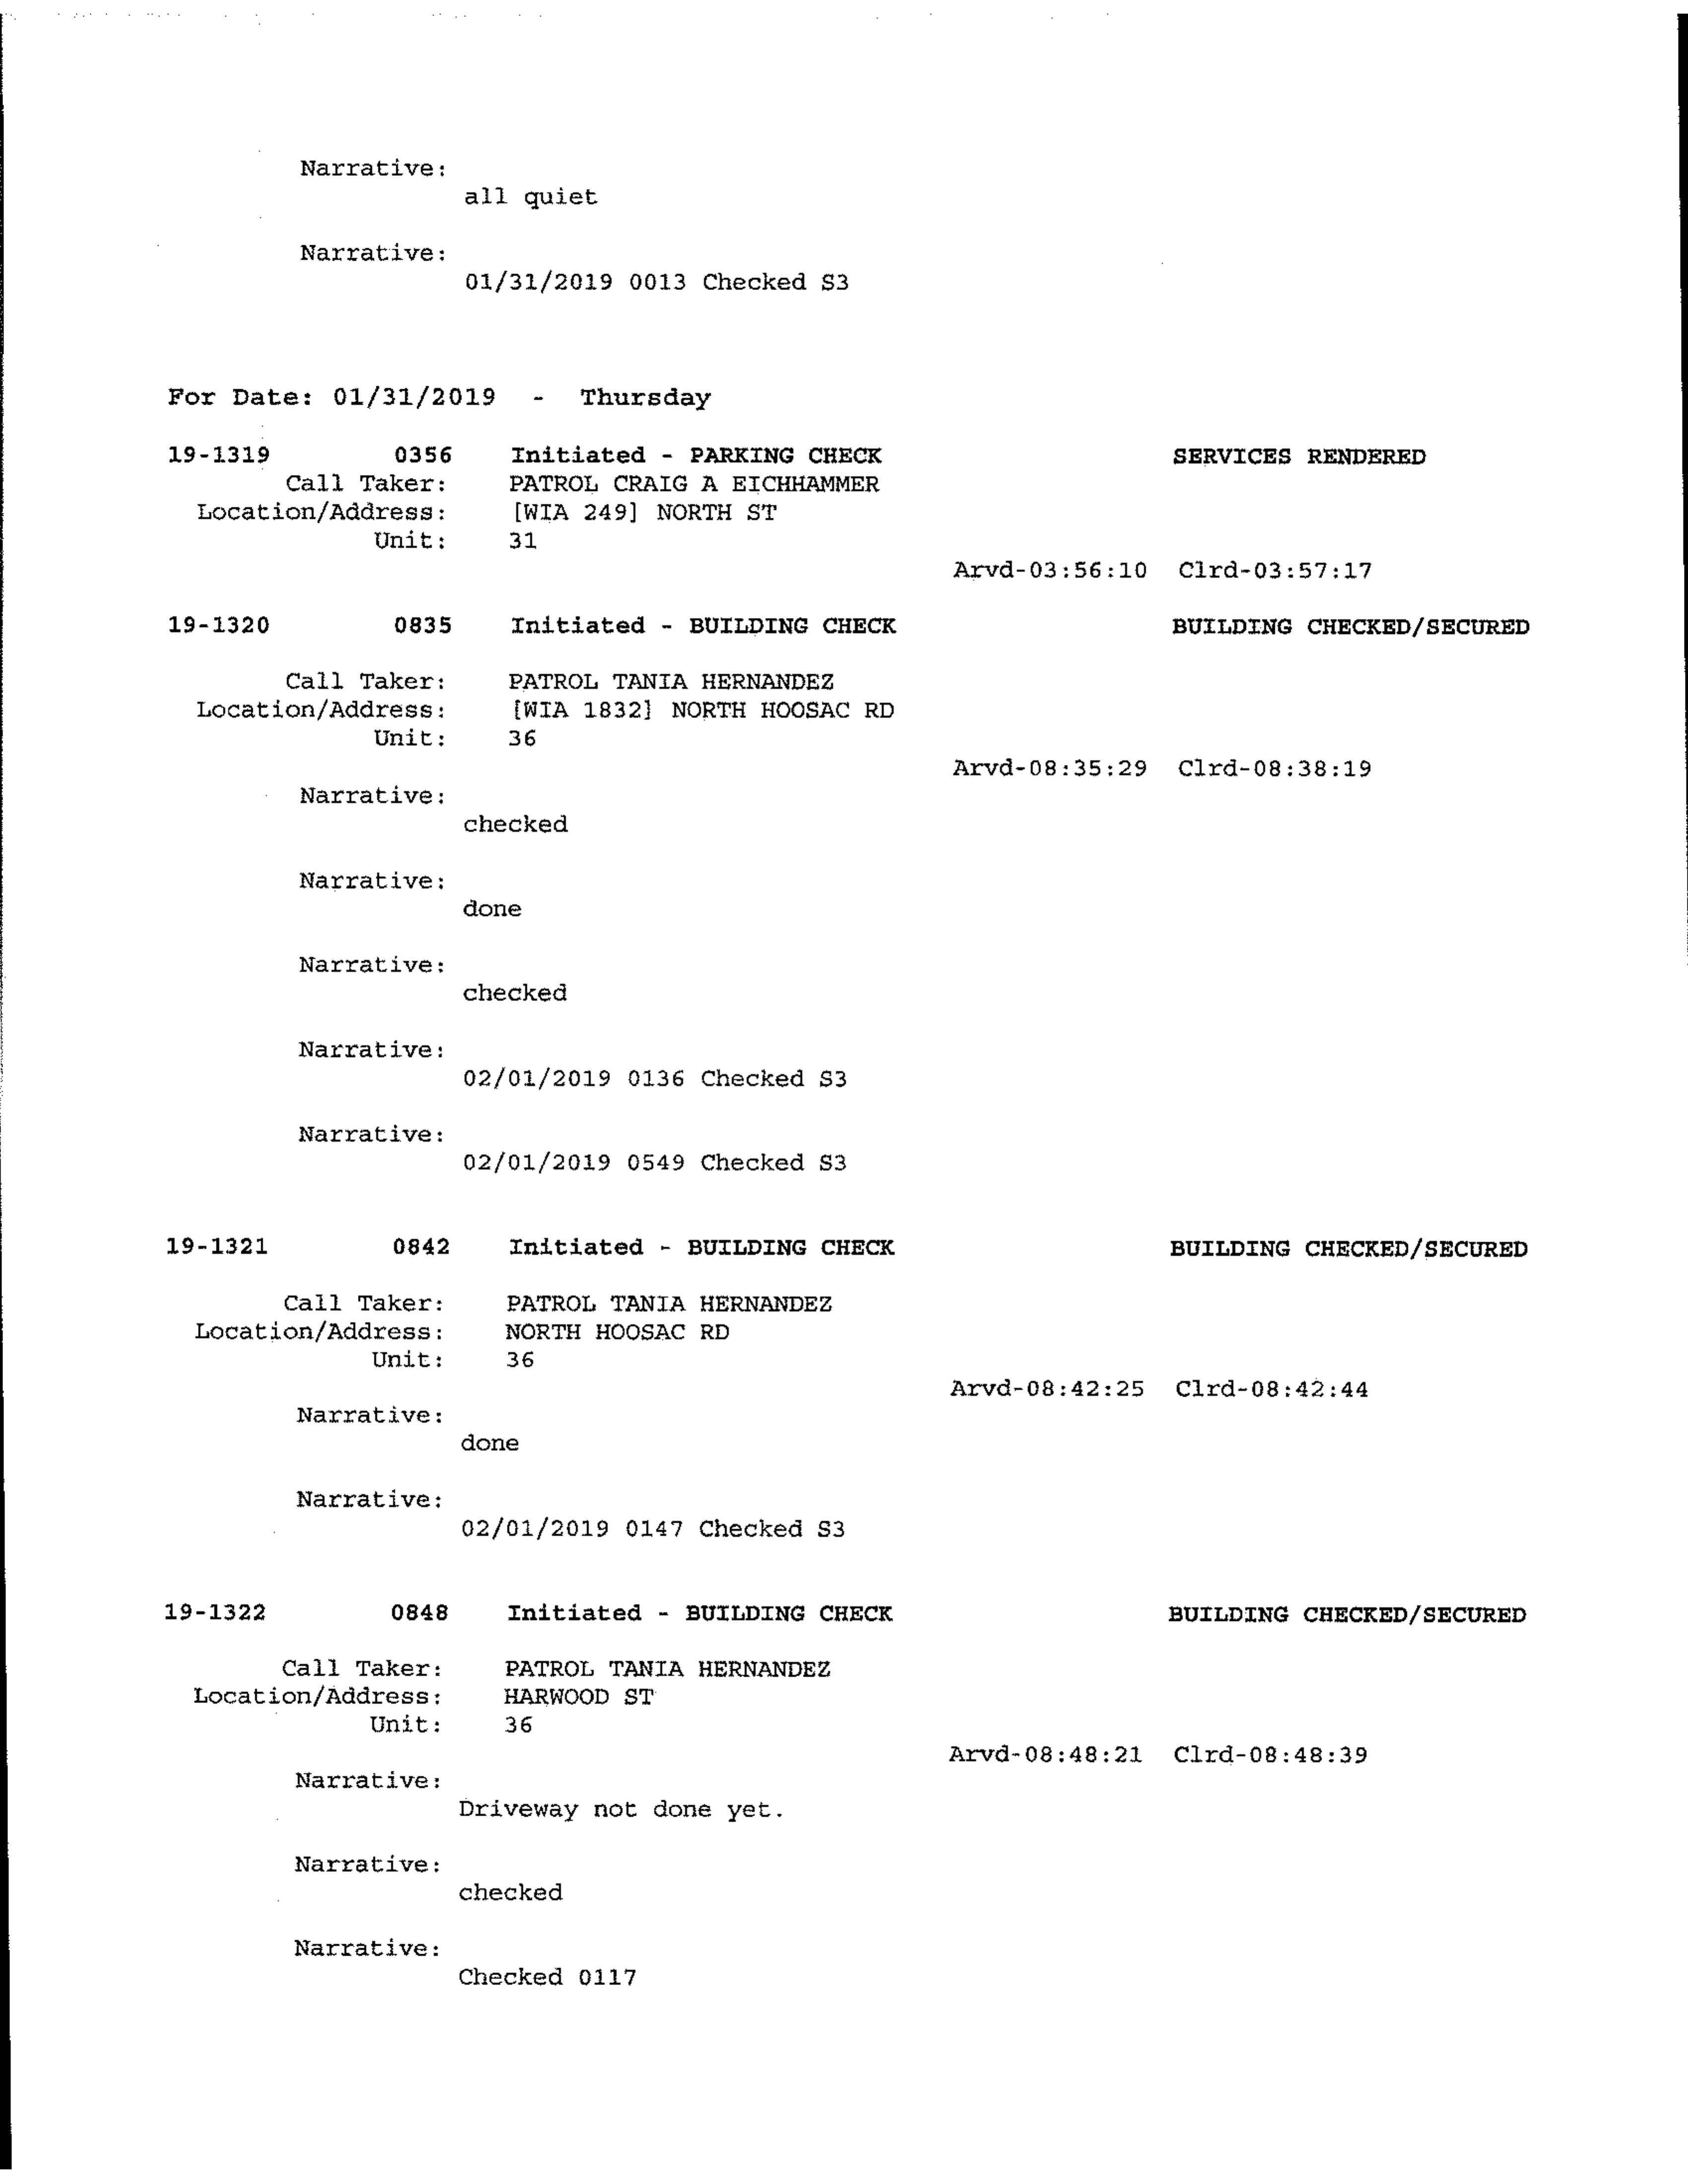 Narrative:
all quiet
Narrative:
01/31/2019 0013 Checked S3
For Date: 01/31/2019 - Thursday
19-1319 0356 Initiated - PARKING CHECK SERVICES RENDERED
Call Taker: PATROL CRAIG A EICHHAMMER
Location/Address: [WIA 249] NORTH ST
Unit: 31
Arvd-03:56:10 Clrd-03:57:17
19-1320 0835 Initiated - BUILDING CHECK BUILDING CHECKED/SECURED
Call Taker: PATROL TANIA HERNANDEZ
Location/Address: [WIA 1832] NORTH HOOSAC RD
Unit: 36
Arvd-08:35:29 Clrd-08:38:19
Narrative:
checked
Narrative:
done
Narrative:
checked
Narrative:
02/01/2019 0136 Checked S3
Narrative:
02/01/2019 0549 Checked S3
19-1321 0842 Initiated - BUILDING CHECK BUILDING CHECKED/SECURED
Call Taker: PATROL TANIA HERNANDEZ
Location/Address: NORTH HOOSAC RD
Unit: 36
Arvd-08:42:25 Clrd-08:42:44
Narrative:
done
Narrative:
02/01/2019 0147 Checked S3
19-1322 0848 Initiated - BUILDING CHECK BUILDING CHECKED/SECURED
Call Taker: PATROL TANIA HERNANDEZ
Location/Address: HARWOOD ST
Unit: 36
Arvd-08:48:21 Clrd-08:48:39
Narrative:
Driveway not done yet.
Narrative:
checked
Narrative:
Checked 0117